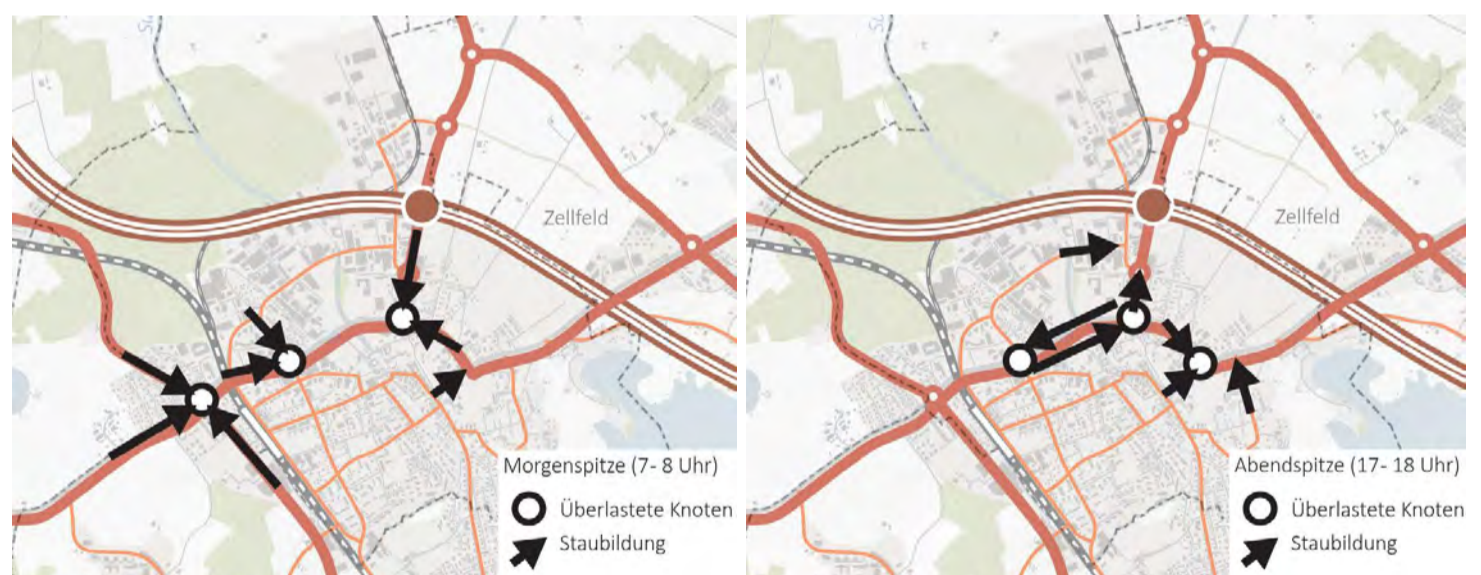 Zellfeld
Morgenspitze (7- 8 Uhr)
Überlastete Knoten
Staubildung
Zellfeld
Abendspitze (17- 18 Uhr)
Überlastete Knoten
Staubildung